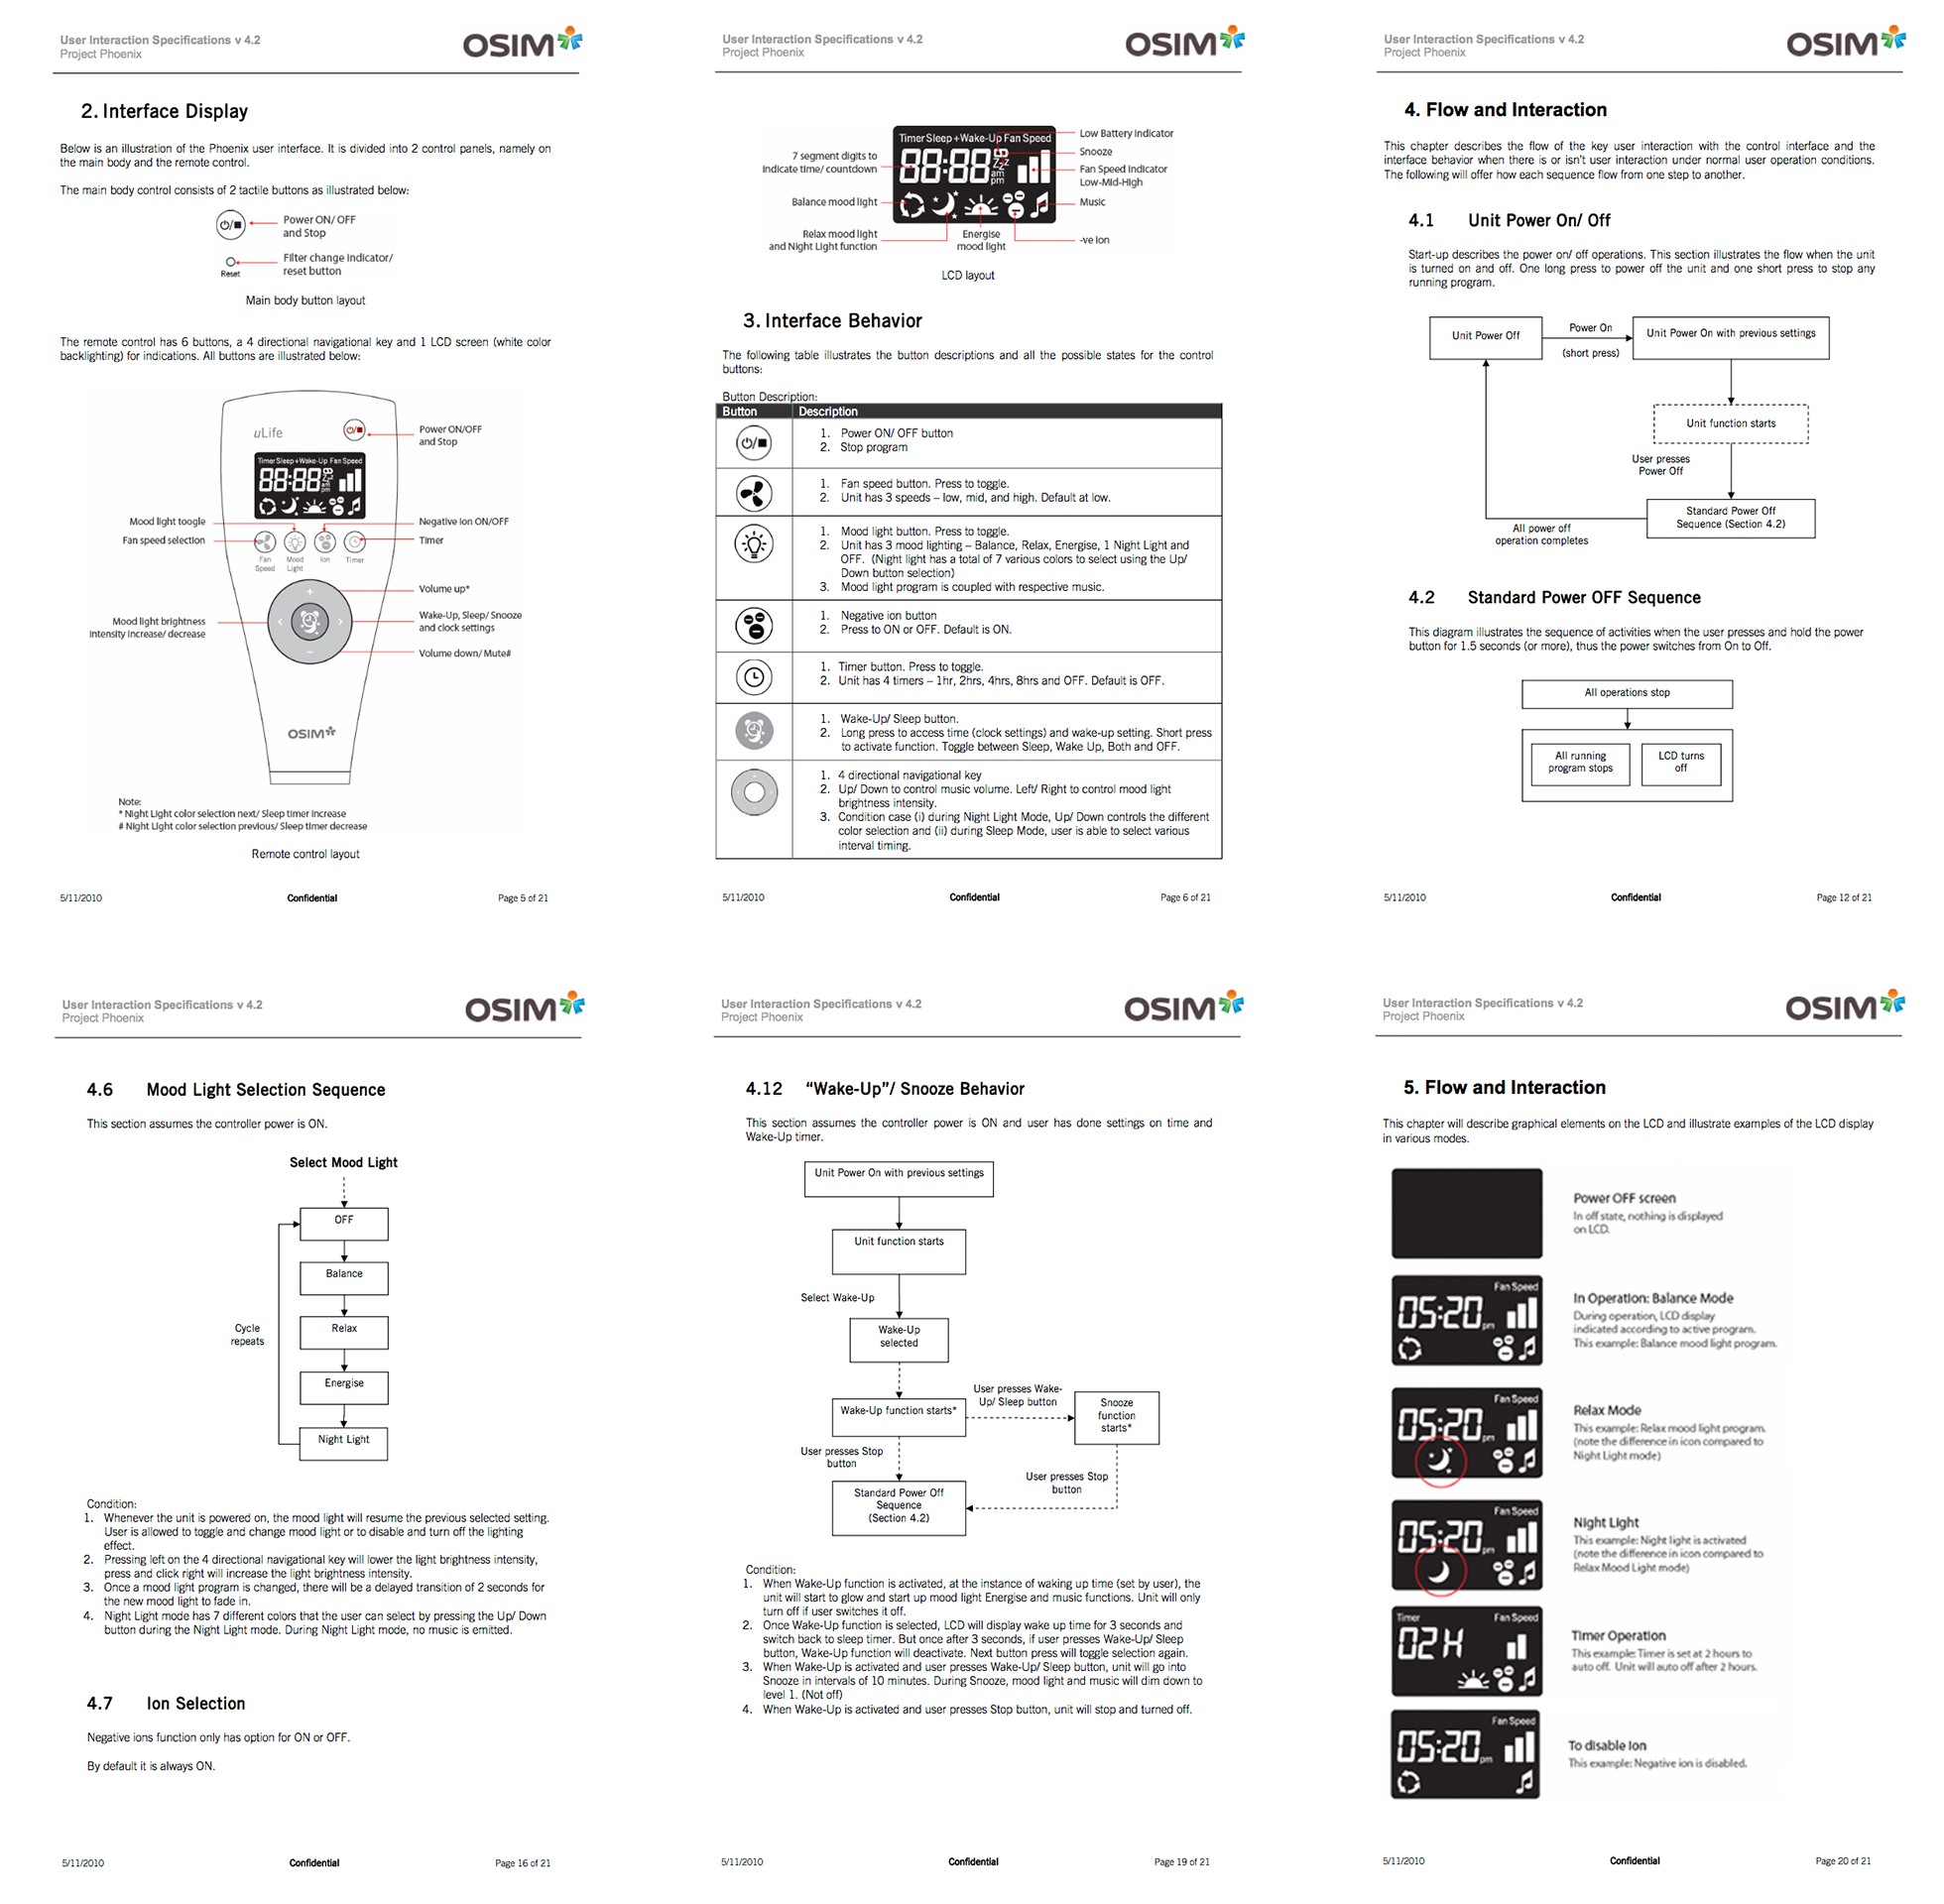 User Interaction Specifications v 4.2
Project Phoenix
OSIM
2. Interface Display
Below is an illustration of the Phoenix user interface. It is divided into 2 control panels, namely on
the main body and the remote control.
The main body control consists of 2 tactile buttons as illustrated below:
Power ON/ OFF
and Stop
Filter change indicator/
reset button
Reset
Main body button layout
The remote control has 6 buttons, a 4 directional navigational key and 1 LCD screen (white color
backlighting) for indications. All buttons are illustrated below:
uLife
Power ON/OFF
and Stop
Timer Sleep+Wake-Up Fan Speed
88:88
Mood light toogle
Negative Ion ON/OFF
Fan speed selection
Timer
Fan
Speed
Mood
Light
Ion
Timer
Volume up*
Mood light brightness
intensity increase/ decrease
Wake-Up, Sleep/ Snooze
and clock settings
Volume down/ Mute#
OSIM
Note:
* Night Light color selection next/ Sleep timer increase
# Night Light color selection previous/ Sleep timer decrease
Remote control layout
5/11/2010 Confidential Page 5 of 21
User Interaction Specifications v 4.2
Project Phoenix
OSIM
Timer Sleep+Wake-Up Fan Speed
88:88
am
pm
7 segment digits to
indicate time/ countdown
Balance mood light
Relax mood light
and Night Light function
Energise
mood light
Low Battery Indicator
Snooze
Fan Speed Indicator
Low-Mid-High
Music
-ve Ion
LCD layout
3. Interface Behavior
The following table illustrates the button descriptions and all the possible states for the control
buttons:
Button Description:
Button Description
1. Power ON/ OFF button
2. Stop program
1. Fan speed button. Press to toggle.
2. Unit has 3 speeds – low, mid, and high. Default at low.
1. Mood light button. Press to toggle.
2. Unit has 3 mood lighting – Balance, Relax, Energise, 1 Night Light and
OFF. (Night light has a total of 7 various colors to select using the Up/
Down button selection)
3. Mood light program is coupled with respective music.
1. Negative ion button
2. Press to ON or OFF. Default is ON.
1. Timer button. Press to toggle.
2. Unit has 4 timers – 1hr, 2hrs, 4hrs, 8hrs and OFF. Default is OFF.
1. Wake-Up/ Sleep button.
2. Long press to access time (clock settings) and wake-up setting. Short press
to activate function. Toggle between Sleep, Wake Up, Both and OFF.
1. 4 directional navigational key
2. Up/ Down to control music volume. Left/ Right to control mood light
brightness intensity.
3. Condition case (i) during Night Light Mode, Up/ Down controls the different
color selection and (ii) during Sleep Mode, user is able to select various
interval timing.
5/11/2010 Confidential Page 6 of 21
User Interaction Specifications v 4.2
Project Phoenix
OSIM
4. Flow and Interaction
This chapter describes the flow of the key user interaction with the control interface and the
interface behavior when there is or isn't user interaction under normal user operation conditions.
The following will offer how each sequence flow from one step to another.
4.1 Unit Power On/ Off
Start-up describes the power on/ off operations. This section illustrates the flow when the unit
is turned on and off. One long press to power off the unit and one short press to stop any
running program.
Unit Power Off
Power On
(short press)
Unit Power On with previous settings
Unit function starts
User presses
Power Off
Standard Power Off
Sequence (Section 4.2)
All power off
operation completes
4.2 Standard Power OFF Sequence
This diagram illustrates the sequence of activities when the user presses and hold the power
button for 1.5 seconds (or more), thus the power switches from On to Off.
All operations stop
All running
program stops
LCD turns
off
5/11/2010 Confidential Page 12 of 21
User Interaction Specifications v 4.2
Project Phoenix
OSIM
4.6 Mood Light Selection Sequence
This section assumes the controller power is ON.
Select Mood Light
OFF
Balance
Relax
Energise
Night Light
Cycle
repeats
Condition:
1. Whenever the unit is powered on, the mood light will resume the previous selected setting.
User is allowed to toggle and change mood light or to disable and turn off the lighting
effect.
2. Pressing left on the 4 directional navigational key will lower the light brightness intensity,
press and click right will increase the light brightness intensity.
3. Once a mood light program is changed, there will be a delayed transition of 2 seconds for
the new mood light to fade in.
4. Night Light mode has 7 different colors that the user can select by pressing the Up/ Down
button during the Night Light mode. During Night Light mode, no music is emitted.
4.7 Ion Selection
Negative ions function only has option for ON or OFF.
By default it is always ON.
5/11/2010 Confidential Page 16 of 21
User Interaction Specifications v 4.2
Project Phoenix
OSIM
4.12 “Wake-Up”/ Snooze Behavior
This section assumes the controller power is ON and user has done settings on time and
Wake-Up timer.
Unit Power On with previous settings
Unit function starts
Select Wake-Up
Wake-Up
selected
Wake-Up function starts*
User presses Wake-
Up/ Sleep button
Snooze
function
starts*
User presses Stop
button
User presses Stop
button
Standard Power Off
Sequence
(Section 4.2)
Condition:
1. When Wake-Up function is activated, at the instance of waking up time (set by user), the
unit will start to glow and start up mood light Energise and music functions. Unit will only
turn off if user switches it off.
2. Once Wake-Up function is selected, LCD will display wake up time for 3 seconds and
switch back to sleep timer. But once after 3 seconds, if user presses Wake-Up/ Sleep
button, Wake-Up function will deactivate. Next button press will toggle selection again.
3. When Wake-Up is activated and user presses Wake-Up/ Sleep button, unit will go into
Snooze in intervals of 10 minutes. During Snooze, mood light and music will dim down to
level 1. (Not off)
4. When Wake-Up is activated and user presses Stop button, unit will stop and turned off.
5/11/2010 Confidential Page 19 of 21
User Interaction Specifications v 4.2
Project Phoenix
OSIM
5. Flow and Interaction
This chapter will describe graphical elements on the LCD and illustrate examples of the LCD display
in various modes.
Power OFF screen
In off state, nothing is displayed
on LCD.
Fan Speed
05:20 pm
In Operation: Balance Mode
During operation, LCD display
indicated according to active program.
This example: Balance mood light program.
Fan Speed
05:20 pm
Relax Mode
This example: Relax mood light program.
(note the difference in icon compared to
Night Light mode)
Fan Speed
05:20 pm
Night Light
This example: Night light is activated
(note the difference in icon compared to
Relax Mood Light mode)
Timer Fan Speed
02H
Timer Operation
This example: Timer is set at 2 hours to
auto off. Unit will auto off after 2 hours.
Fan Speed
05:20 pm
To disable Ion
This example: Negative ion is disabled.
5/11/2010 Confidential Page 20 of 21